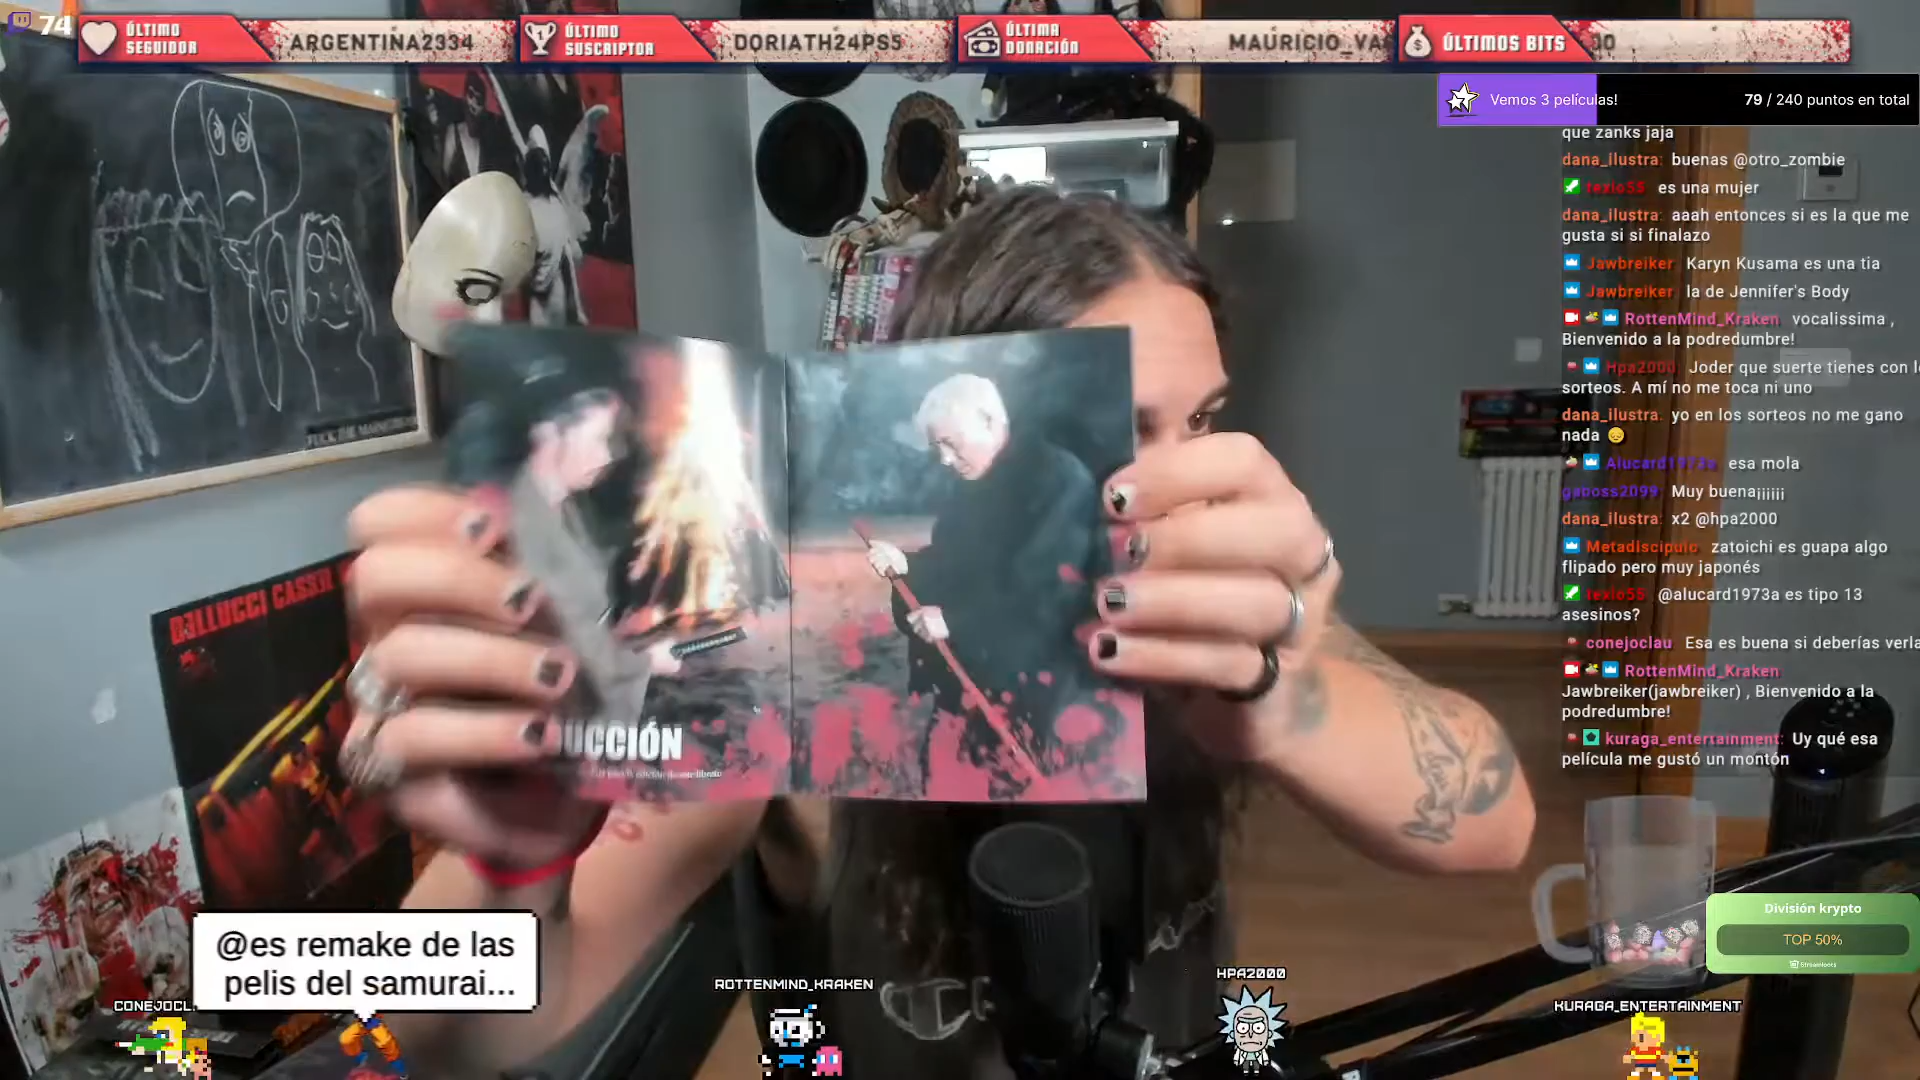 74
ÚLTIMO
SEGUIDOR
ARGENTINA2334
ÚLTIMO
SUSCRIPTOR
DORIATH24PS5
ÚLTIMA
DONACIÓN
MAURICIO_VA
ÚLTIMOS BITS
Vemos 3 películas!
79 / 240 puntos en total
que zanks jaja
dana_ilustra: buenas @otro_zombie
es una mujer
dana_ilustra: aaah entonces si es la que me
gusta si si finalazo
Jawbreiker Karyn Kusama es una tia
Jawbreiker la de Jennifer's Body
RottenMind_Kraken vocalissima ,
Bienvenido a la podredumbre!
Hpa2000: Joder que suerte tienes con l
sorteos. A mí no me toca ni uno
dana_ilustra: yo en los sorteos no me gano
nada 😔
Alucard1973a esa mola
gaboss2099: Muy buena¡¡¡¡¡¡
dana_ilustra: x2 @hpa2000
Metadiscipulo zatoichi es guapa algo
flipado pero muy japonés
@alucard1973a es tipo 13
asesinos?
conejoclau Esa es buena si deberías verla
RottenMind_Kraken
Jawbreiker(jawbreiker) , Bienvenido a la
podredumbre!
kuraga_entertainment: Uy qué esa
película me gustó un montón
BELLUCCI CASSEL
UCCIÓN
@es remake de las
pelis del samurai...
División krypto
TOP 50%
Streamloots
CONEJOCL.
ROTTENMIND_KRAKEN
HPA2000
KURAGA_ENTERTAINMENT